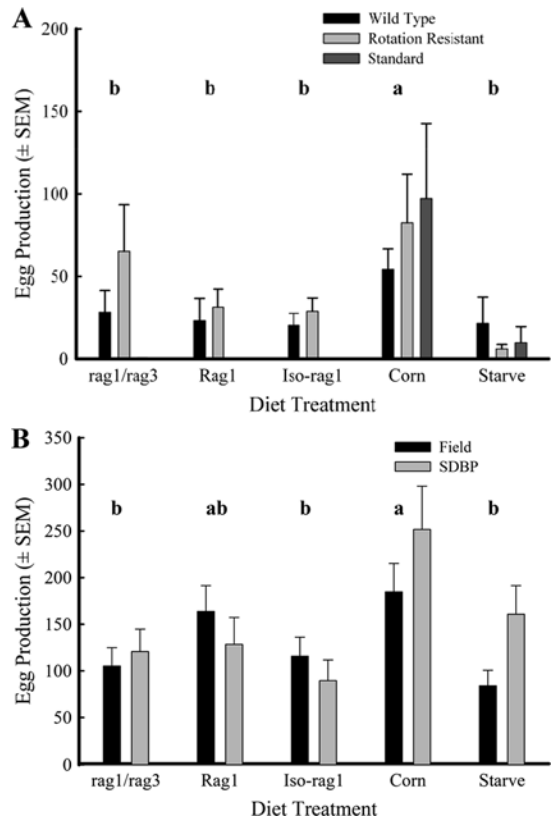 A
Wild Type
Rotation Resistant
Standard
200
150
100
50
0
Egg Production (± SEM)
b
b
b
a
b
rag1/rag3
Rag1
Iso-rag1
Corn
Starve
Diet Treatment
B
Field
SDBP
350
300
250
200
150
100
50
0
Egg Production (± SEM)
b
ab
b
a
b
rag1/rag3
Rag1
Iso-rag1
Corn
Starve
Diet Treatment